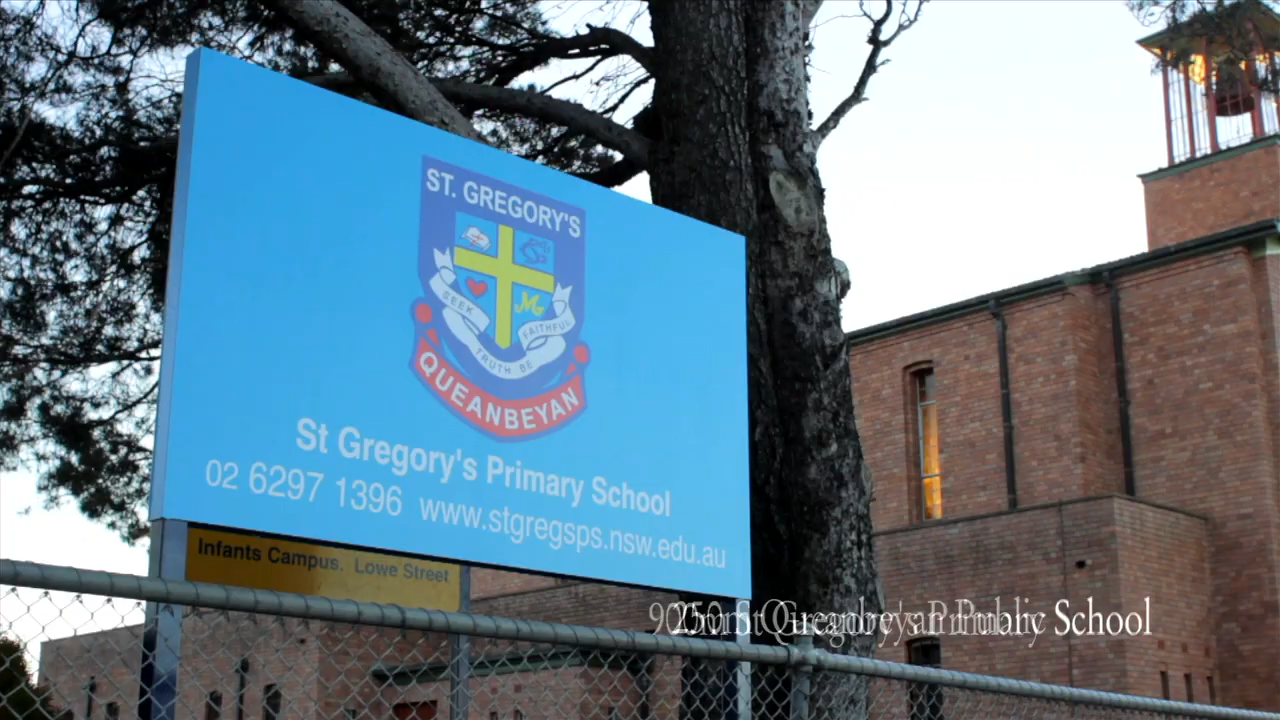 ST. GREGORY'S
SEEK
TRUTH BE
FAITHFUL
QUEANBEYAN
St Gregory's Primary School
02 6297 1396 www.stgregsps.nsw.edu.au
Infants Campus. Lowe Street
School